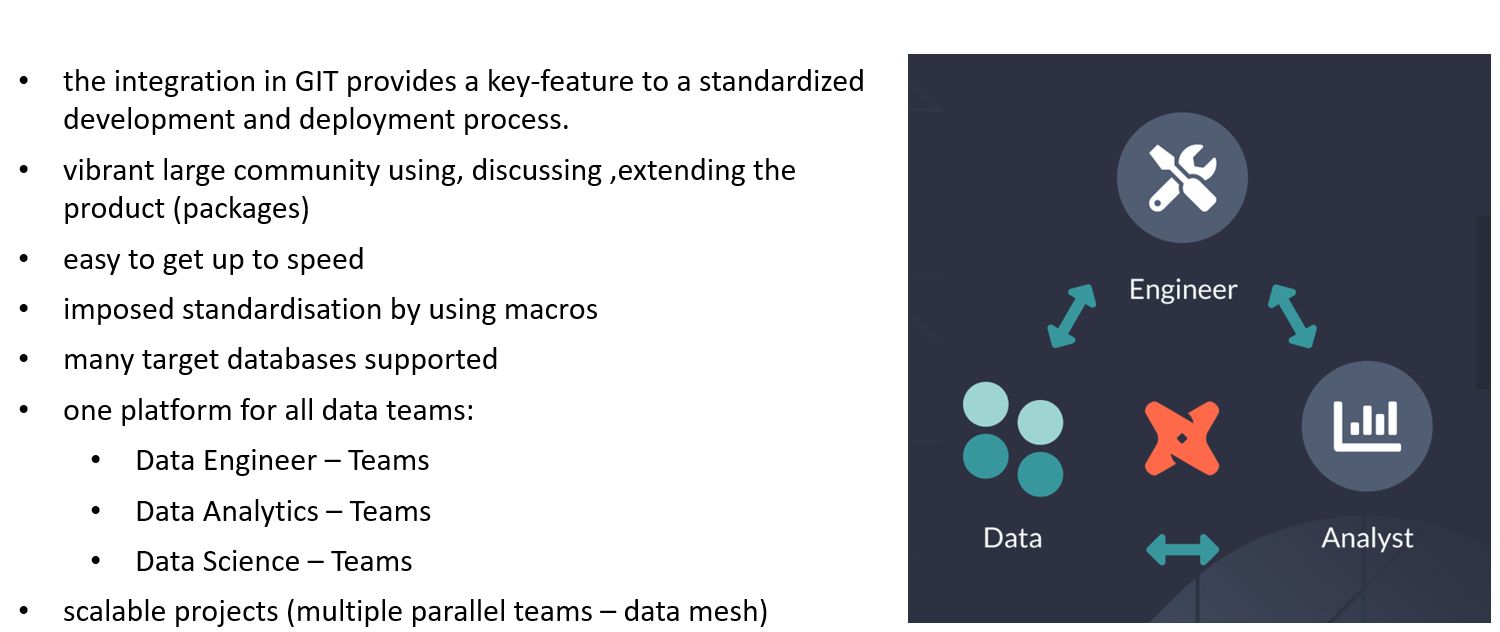 • the integration in GIT provides a key-feature to a standardized
development and deployment process.
• vibrant large community using, discussing ,extending the
product (packages)
• easy to get up to speed
• imposed standardisation by using macros
• many target databases supported
• one platform for all data teams:
• Data Engineer – Teams
• Data Analytics – Teams
• Data Science – Teams
• scalable projects (multiple parallel teams – data mesh)
Engineer
Data
Analyst